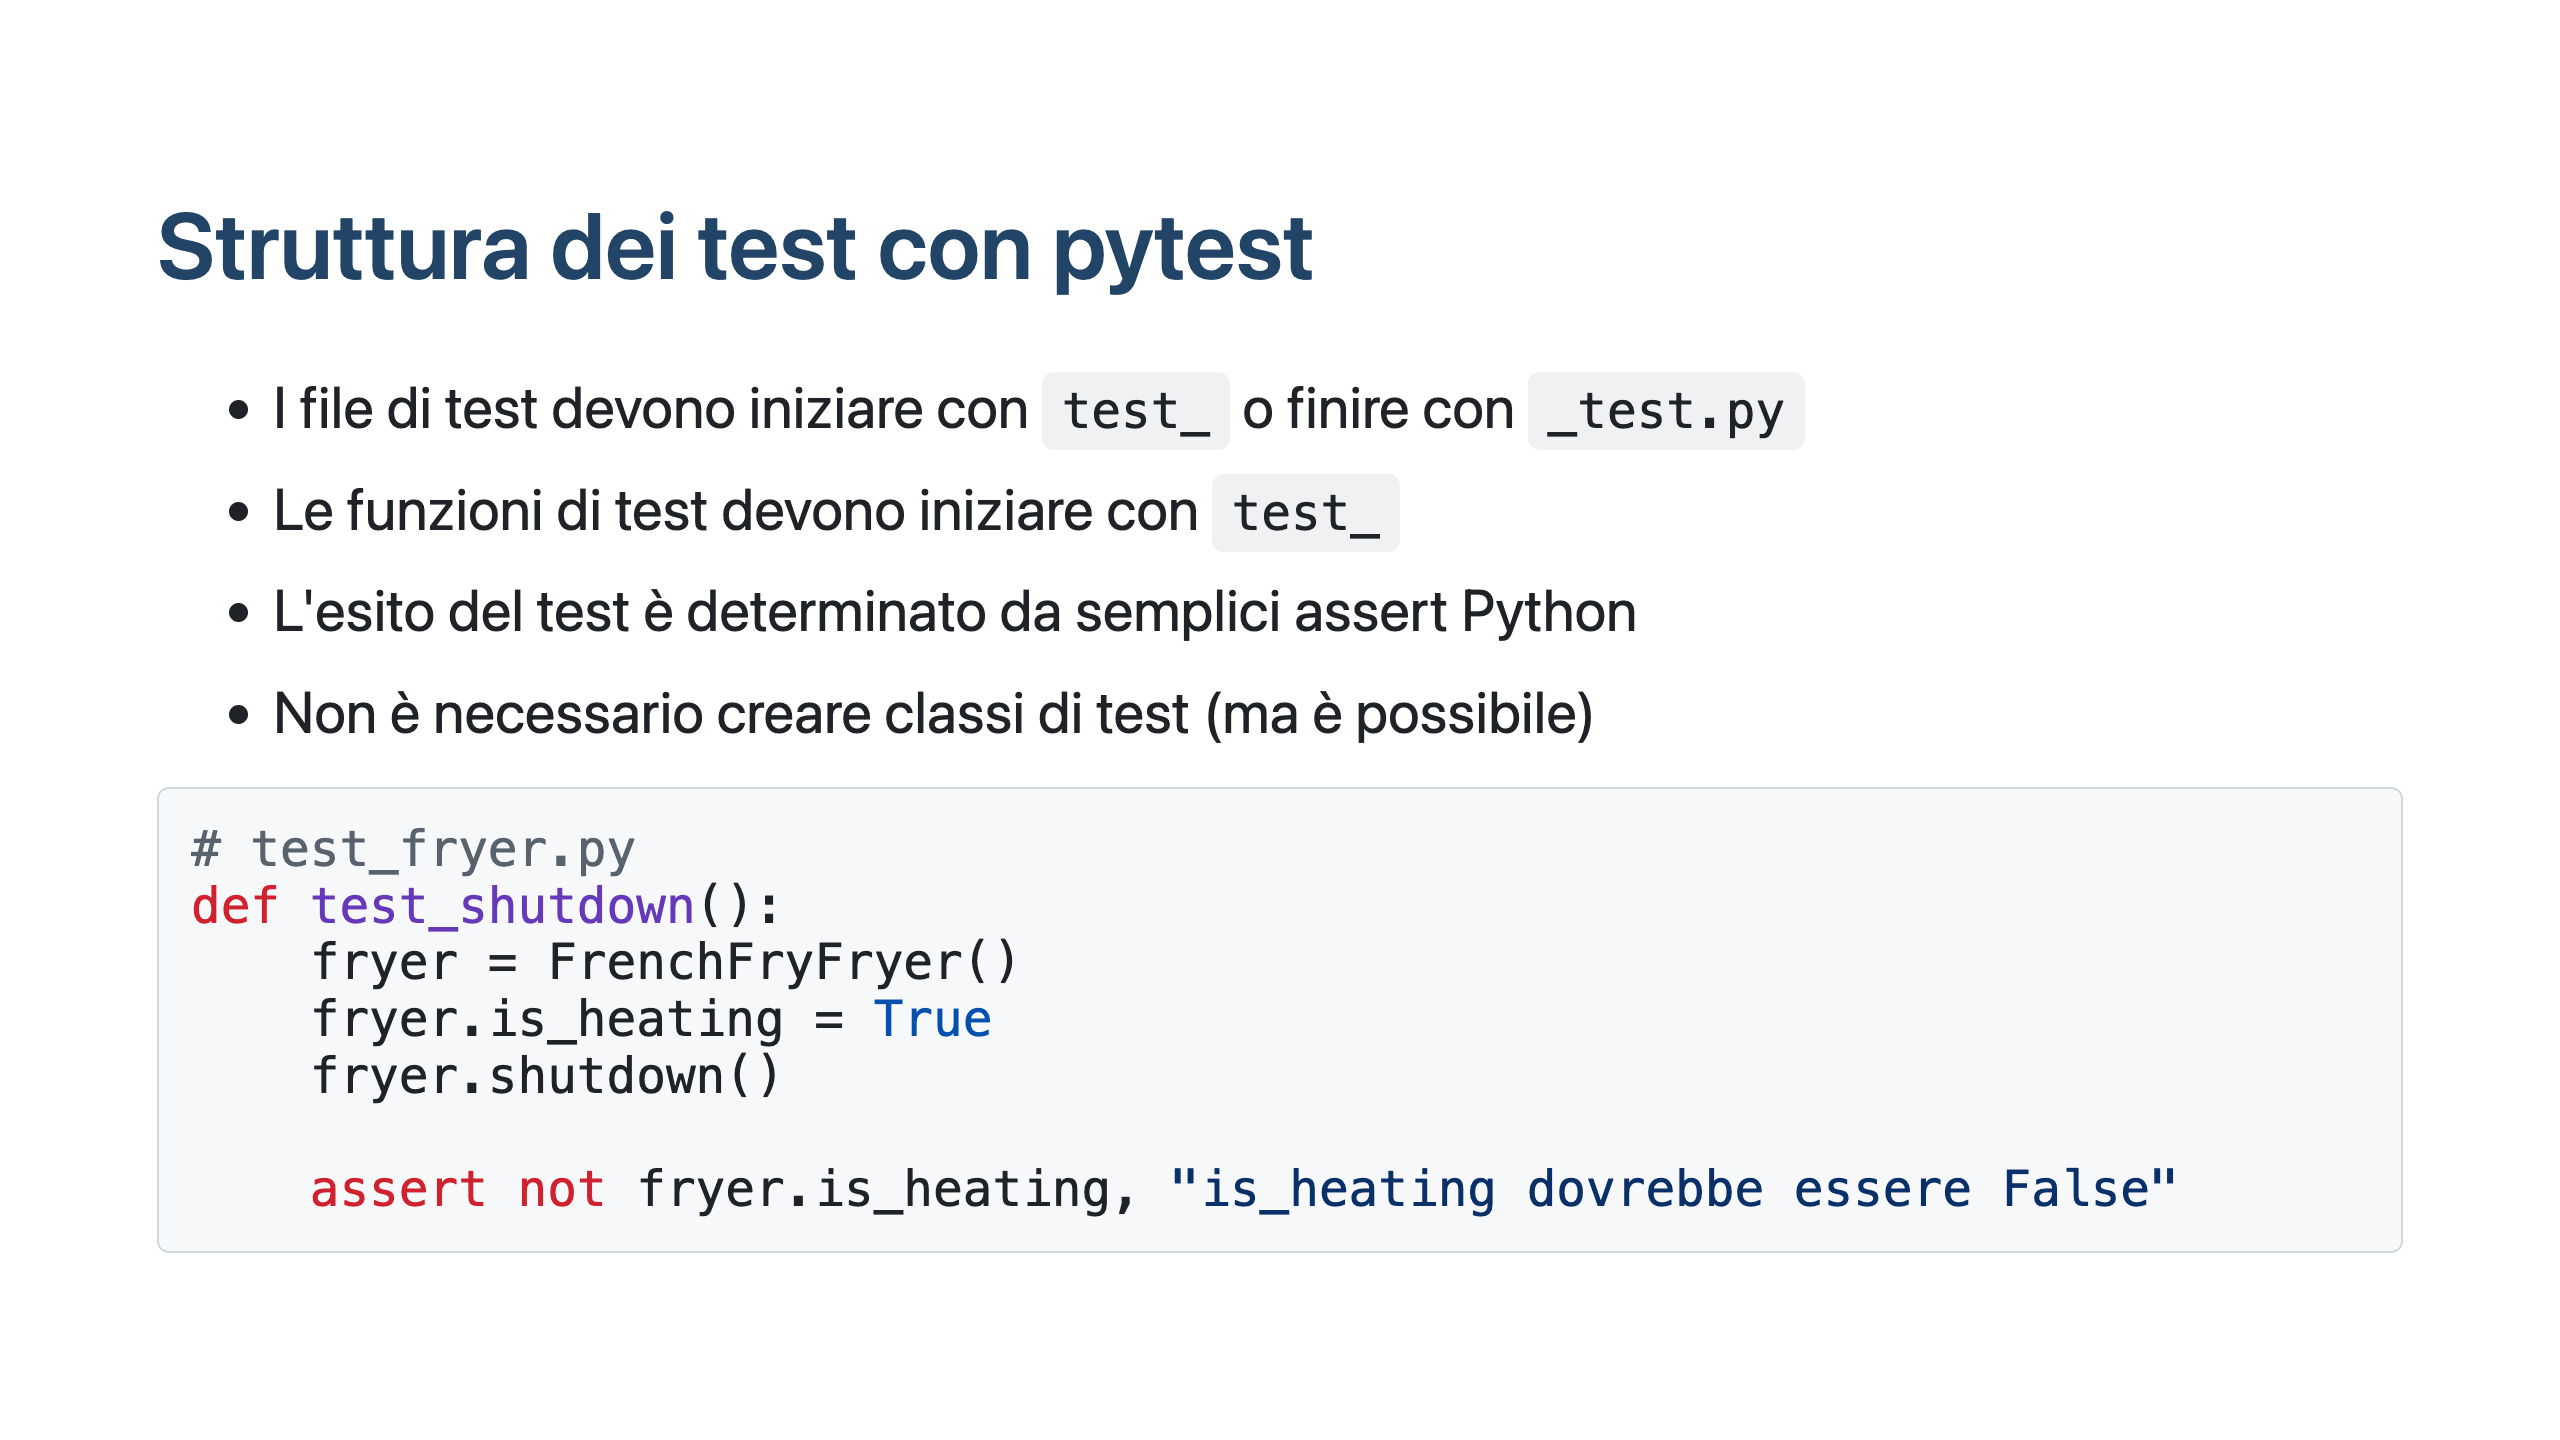 Struttura dei test con pytest
• I file di test devono iniziare con test_ o finire con _test.py
• Le funzioni di test devono iniziare con test_
• L'esito del test è determinato da semplici assert Python
• Non è necessario creare classi di test (ma è possibile)
# test_fryer.py
def test_shutdown():
    fryer = FrenchFryFryer()
    fryer.is_heating = True
    fryer.shutdown()
    assert not fryer.is_heating, "is_heating dovrebbe essere False"